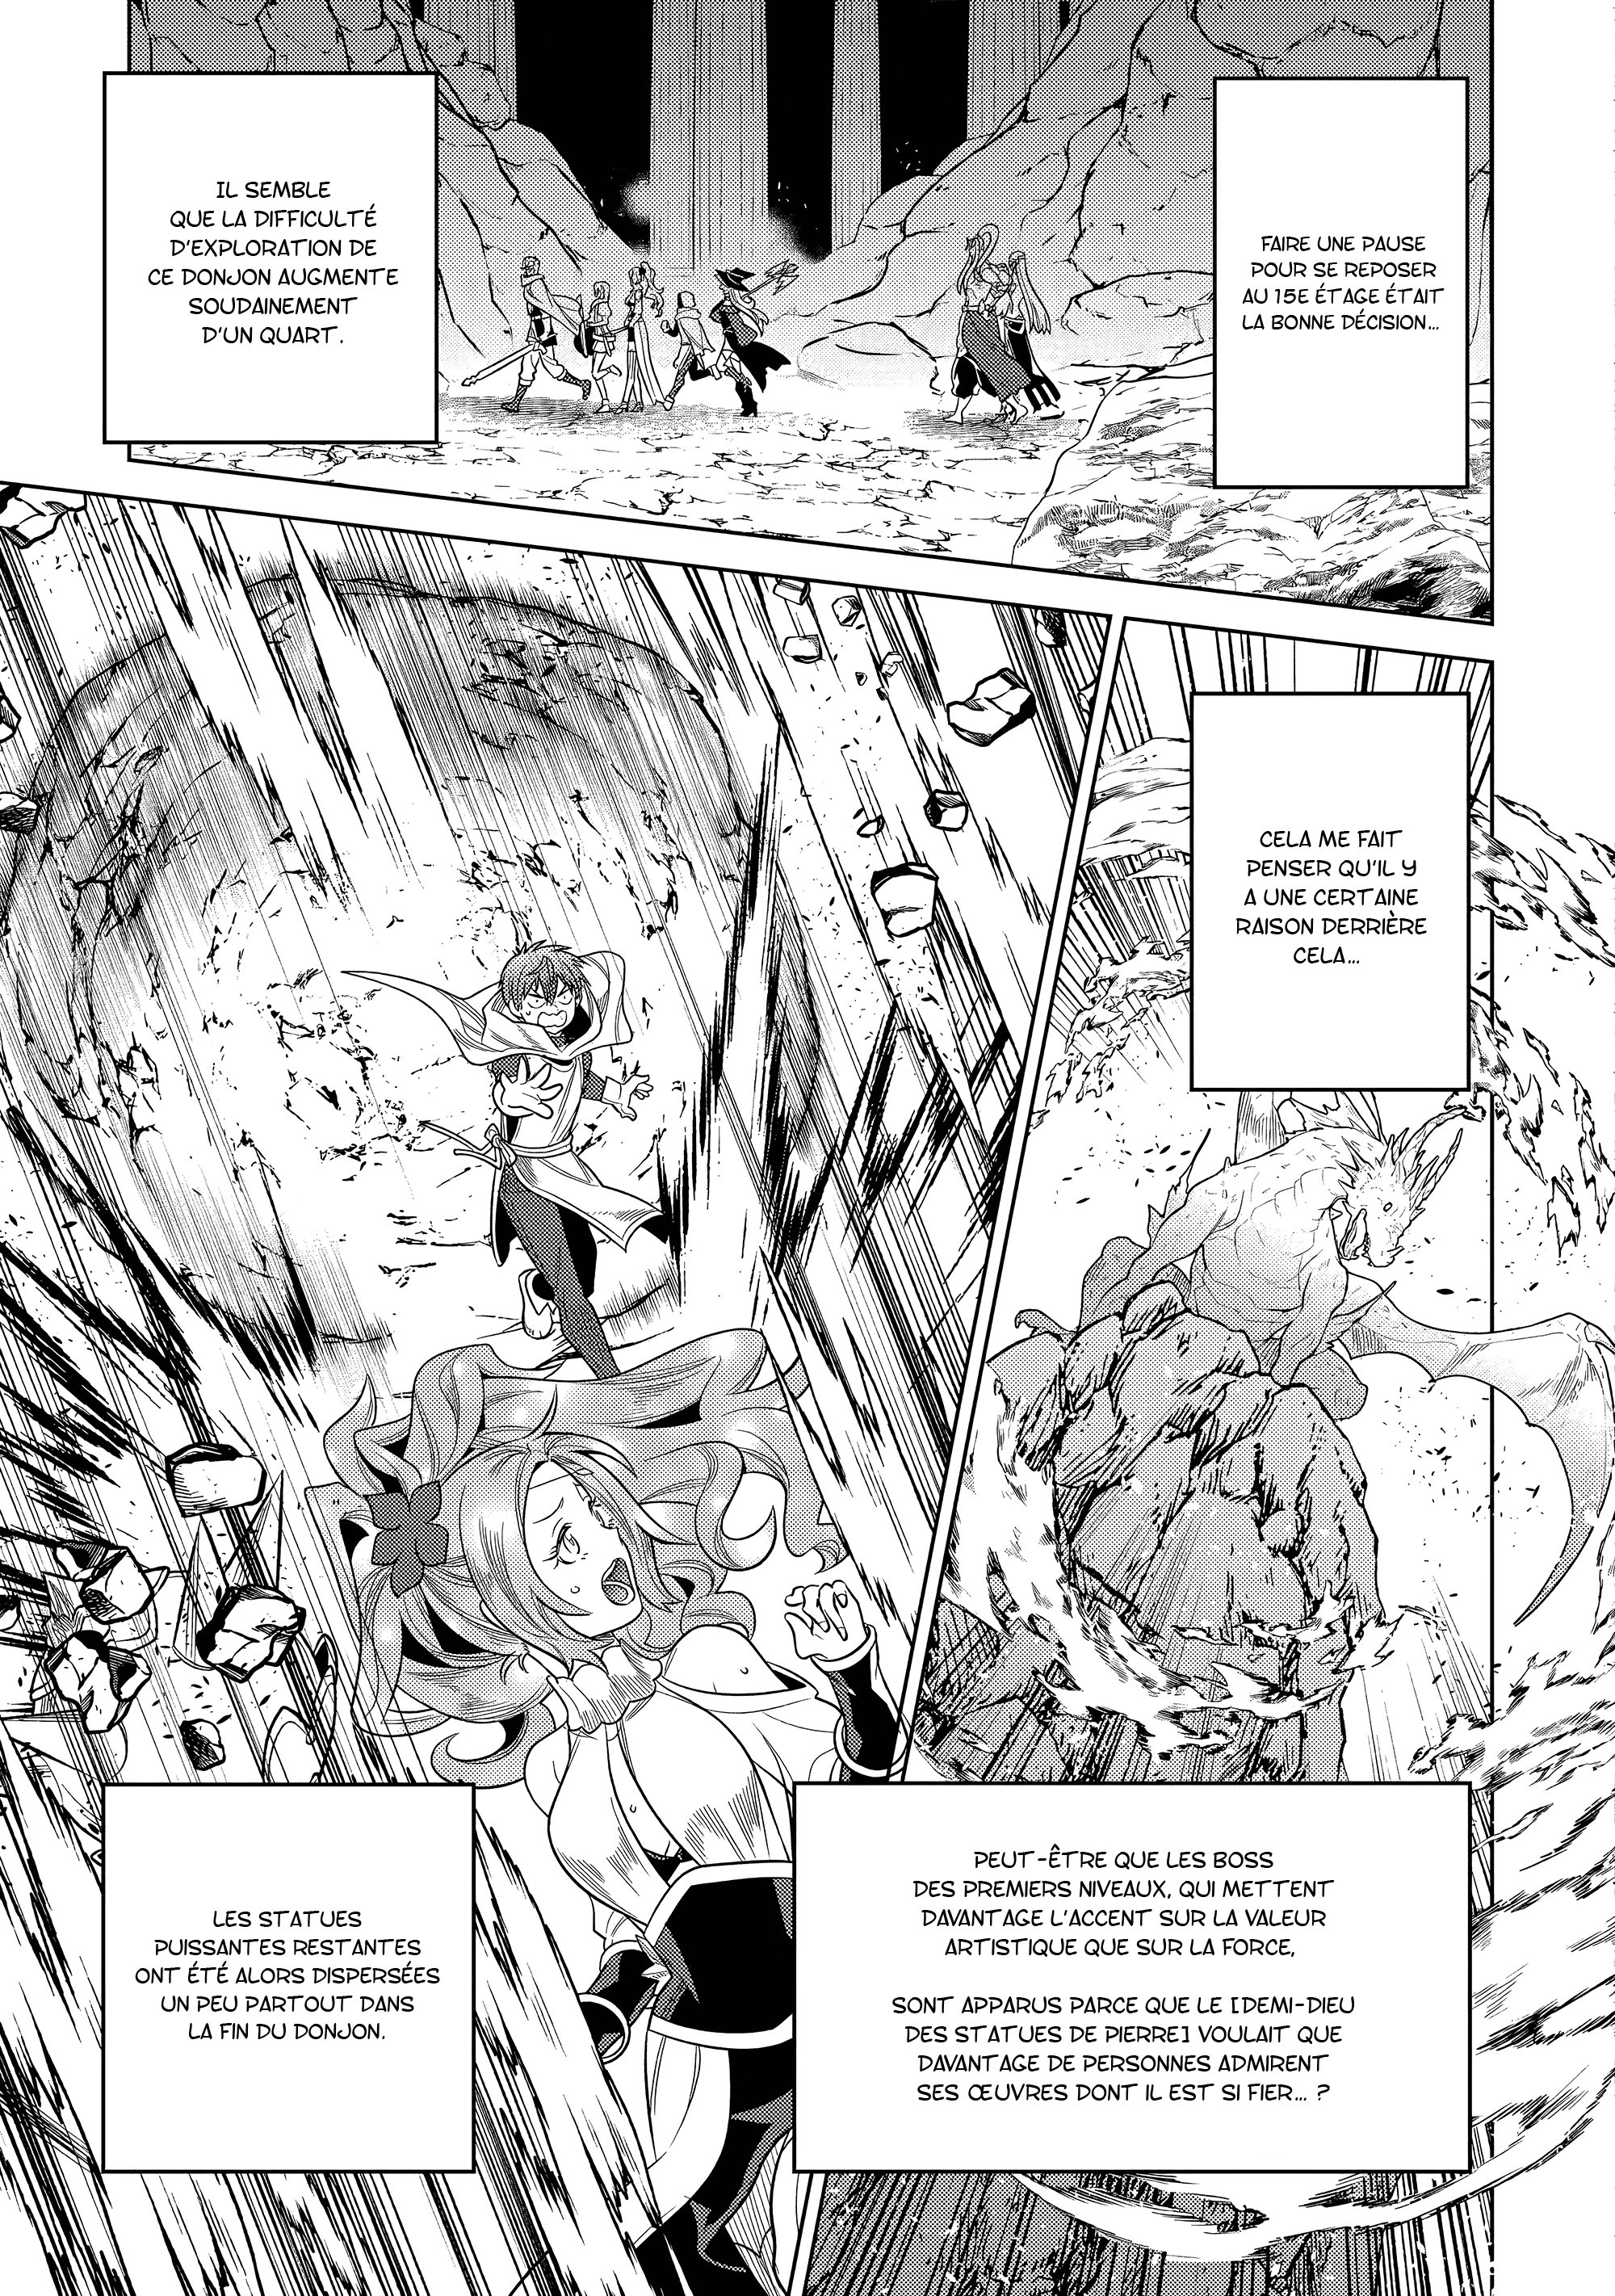 FAIRE UNE PAUSE
POUR SE REPOSER
AU 15E ÉTAGE ÉTAIT
LA BONNE DÉCISION...
IL SEMBLE
QUE LA DIFFICULTÉ
D'EXPLORATION DE
CE DONJON AUGMENTE
SOUDAINEMENT
D'UN QUART.
CELA ME FAIT
PENSER QU'IL Y
A UNE CERTAINE
RAISON DERRIÈRE
CELA...
PEUT-ÊTRE QUE LES BOSS
DES PREMIERS NIVEAUX, QUI METTENT
DAVANTAGE L'ACCENT SUR LA VALEUR
ARTISTIQUE QUE SUR LA FORCE,
SONT APPARUS PARCE QUE LE [DEMI-DIEU
DES STATUES DE PIERRE] VOULAIT QUE
DAVANTAGE DE PERSONNES ADMIRENT
SES ŒUVRES DONT IL EST SI FIER... ?
LES STATUES
PUISSANTES RESTANTES
ONT ÉTÉ ALORS DISPERSÉES
UN PEU PARTOUT DANS
LA FIN DU DONJON.